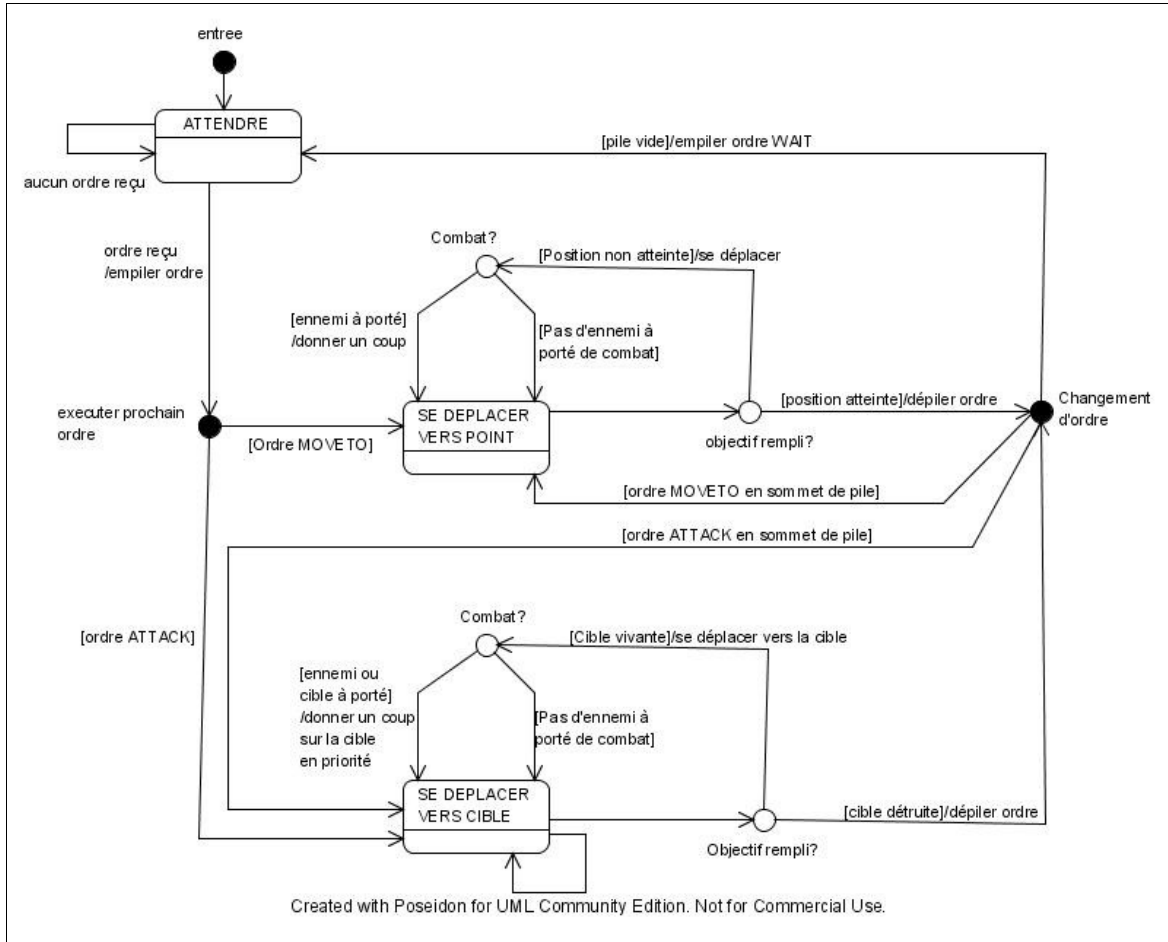 entree
ATTENDRE
[pile vide]/empiler ordre WAIT
aucun ordre reçu
ordre reçu
/empiler ordre
Combat?
[Position non atteinte]/se déplacer
[ennemi à porté]
/donner un coup
[Pas d'ennemi à
porté de combat]
executer prochain
ordre
[Ordre MOVETO]
SE DEPLACER
VERS POINT
objectif rempli?
[position atteinte]/dépiler ordre
Changement
d'ordre
[ordre MOVETO en sommet de pile]
[ordre ATTACK en sommet de pile]
[ordre ATTACK]
Combat?
[Cible vivante]/se déplacer vers la cible
[ennemi ou
cible à porté]
/donner un coup
sur la cible
en priorité
[Pas d'ennemi à
porté de combat]
SE DEPLACER
VERS CIBLE
[cible détruite]/dépiler ordre
Objectif rempli?
Created with Poseidon for UML Community Edition. Not for Commercial Use.